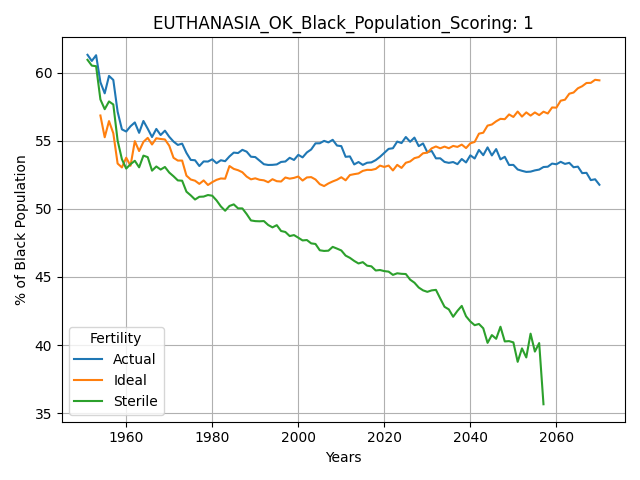 EUTHANASIA_OK_Black_Population_Scoring: 1
% of Black Population
60
55
50
45
40
35
Fertility
Actual
Ideal
Sterile
1960
1980
2000
2020
2040
2060
Years